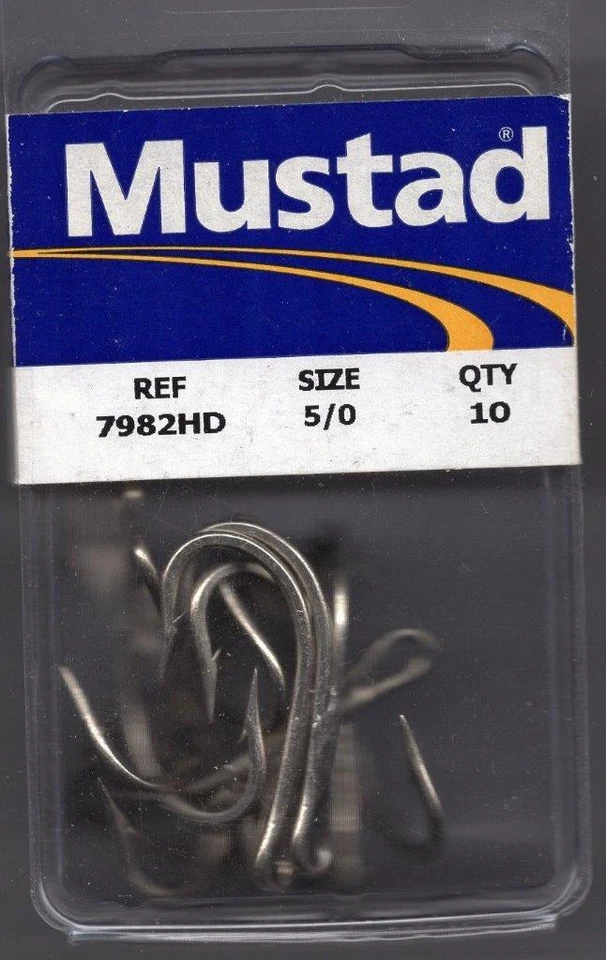 Mustad®
REF SIZE QTY
7982HD 5/0 10